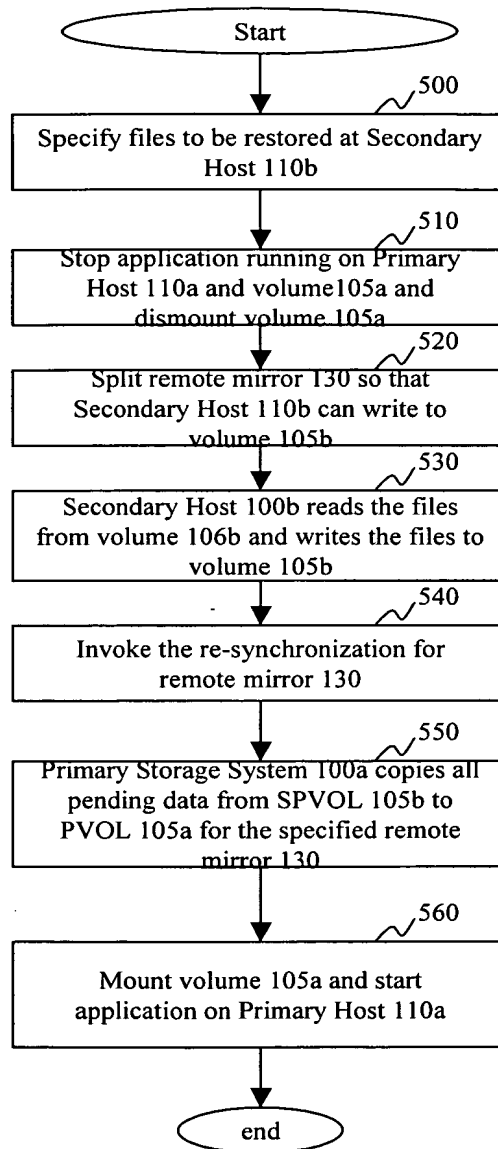 Start
500
Specify files to be restored at Secondary
Host 110b
510
Stop application running on Primary
Host 110a and volume105a and
dismount volume 105a
520
Split remote mirror 130 so that
Secondary Host 110b can write to
volume 105b
530
Secondary Host 100b reads the files
from volume 106b and writes the files to
volume 105b
540
Invoke the re-synchronization for
remote mirror 130
550
Primary Storage System 100a copies all
pending data from SPVOL 105b to
PVOL 105a for the specified remote
mirror 130
560
Mount volume 105a and start
application on Primary Host 110a
end